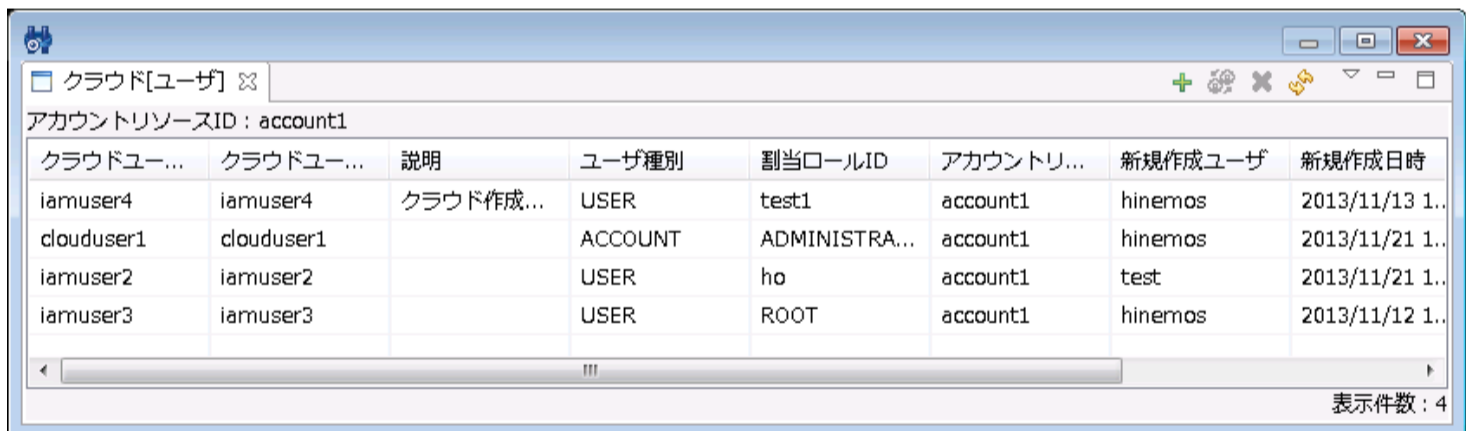 クラウド[ユーザ]
アカウントリソースID : account1
クラウドユー... クラウドユー... 説明 ユーザ種別 割当ロールID アカウントリ... 新規作成ユーザ 新規作成日時
iamuser4 iamuser4 クラウド作成... USER test1 account1 hinemos 2013/11/13 1..
clouduser1 clouduser1 ACCOUNT ADMINISTRA... account1 hinemos 2013/11/21 1..
iamuser2 iamuser2 USER ho account1 test 2013/11/21 1..
iamuser3 iamuser3 USER ROOT account1 hinemos 2013/11/12 1..
表示件数 : 4